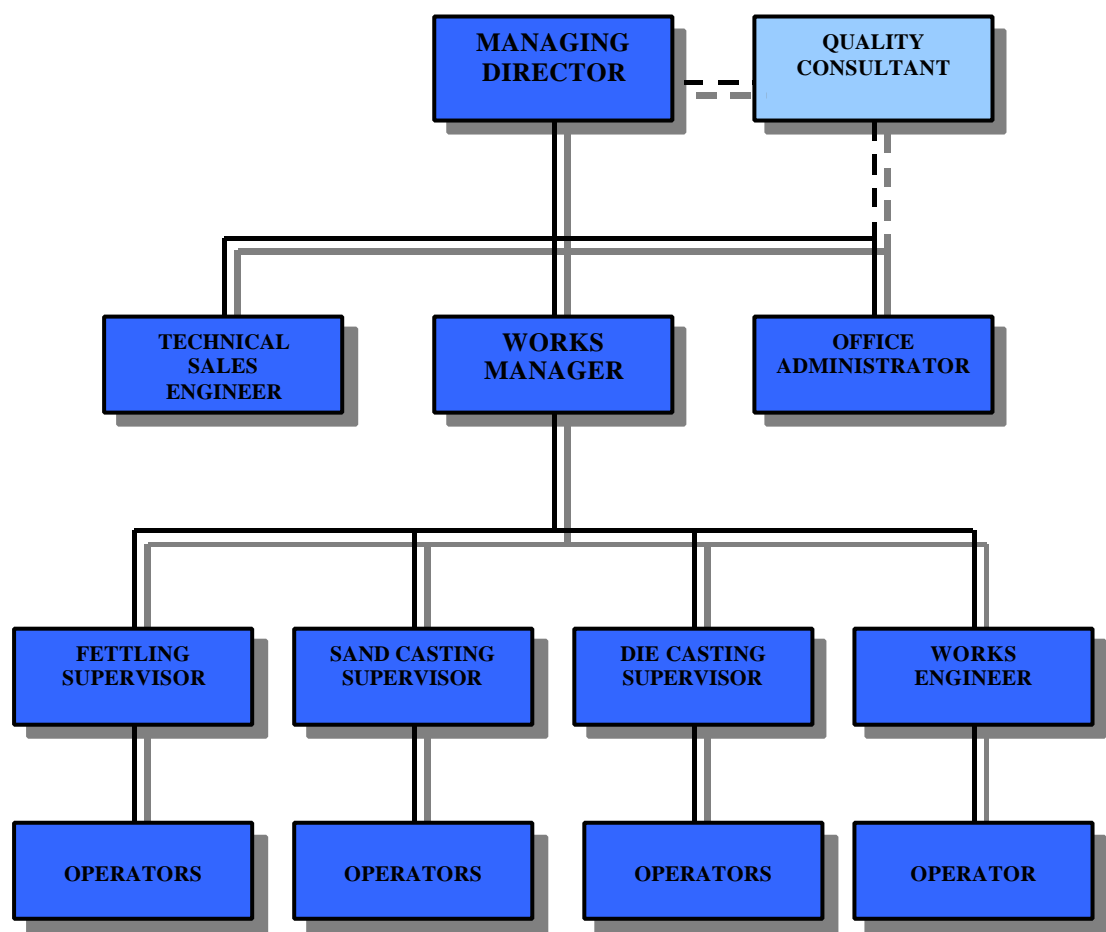 MANAGING
DIRECTOR
QUALITY
CONSULTANT
TECHNICAL
SALES
ENGINEER
WORKS
MANAGER
OFFICE
ADMINISTRATOR
FETTLING
SUPERVISOR
SAND CASTING
SUPERVISOR
DIE CASTING
SUPERVISOR
WORKS
ENGINEER
OPERATORS
OPERATORS
OPERATORS
OPERATOR